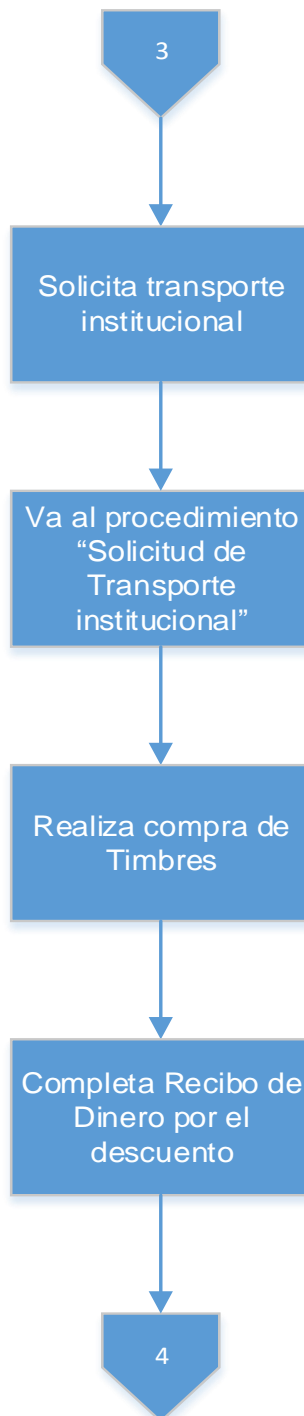 3
Solicita transporte
institucional
Va al procedimiento
“Solicitud de
Transporte
institucional”
Realiza compra de
Timbres
Completa Recibo de
Dinero por el
descuento
4